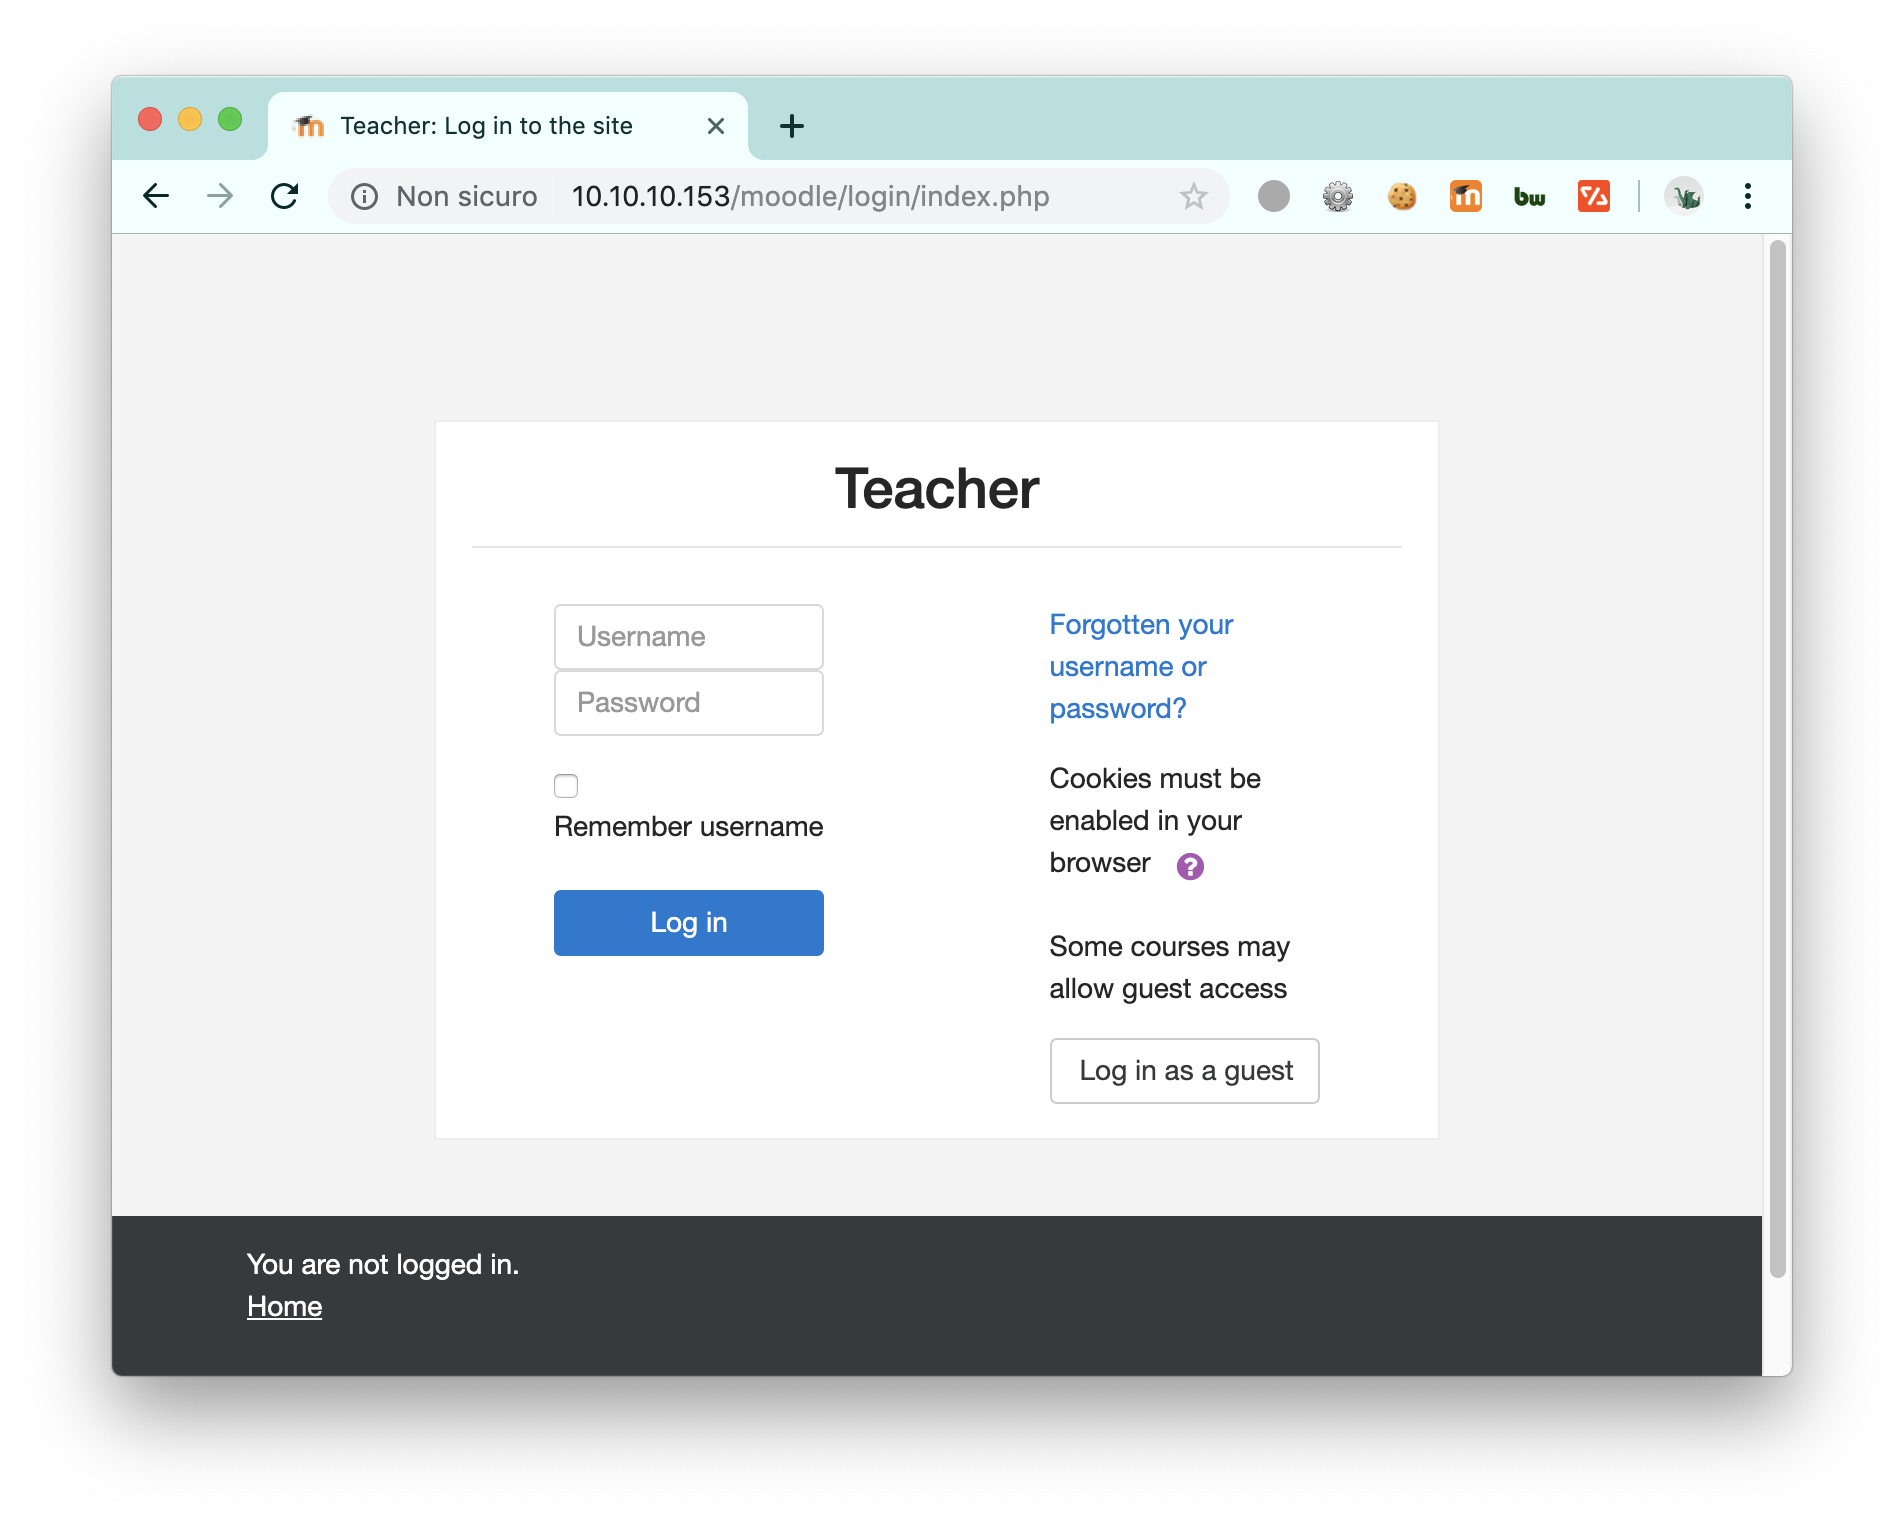 Teacher: Log in to the site
Non sicuro 10.10.10.153/moodle/login/index.php
bw
Teacher
Username
Password
Remember username
Log in
Forgotten your
username or
password?
Cookies must be
enabled in your
browser ?
Some courses may
allow guest access
Log in as a guest
You are not logged in.
Home